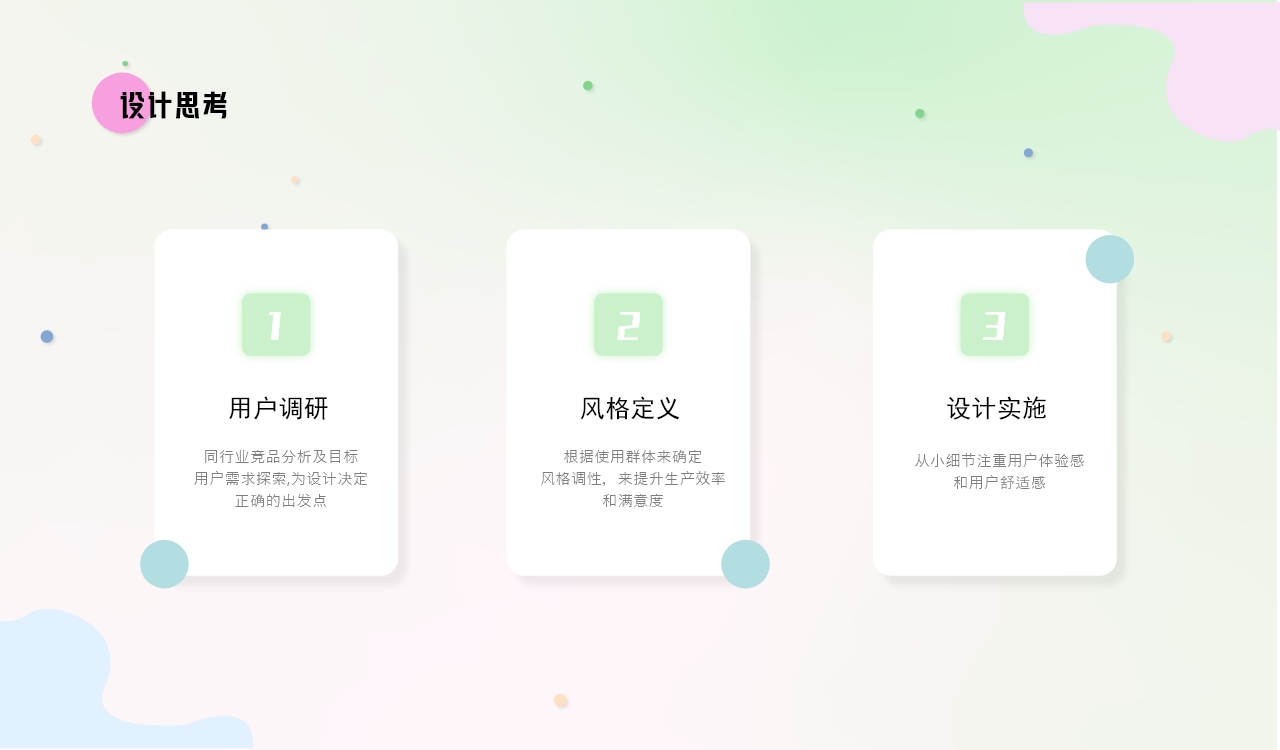 设计思考
1
用户调研
同行业竞品分析及目标
用户需求探索,为设计决定
正确的出发点
2
风格定义
根据使用群体来确定
风格调性，来提升生产效率
和满意度
3
设计实施
从小细节注重用户体验感
和用户舒适感